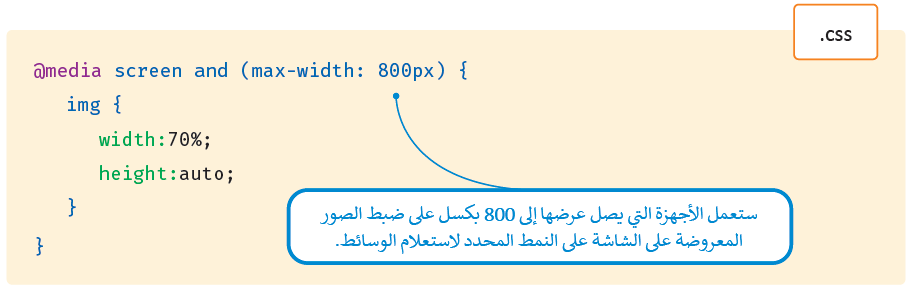 .css
@media screen and (max-width: 800px) {
img {
width:70%;
height:auto;
}
}
ستعمل الأجهزة التي يصل عرضها إلى 800 بكسل على ضبط الصور
المعروضة على الشاشة على النمط المحدد لاستعلام الوسائط.